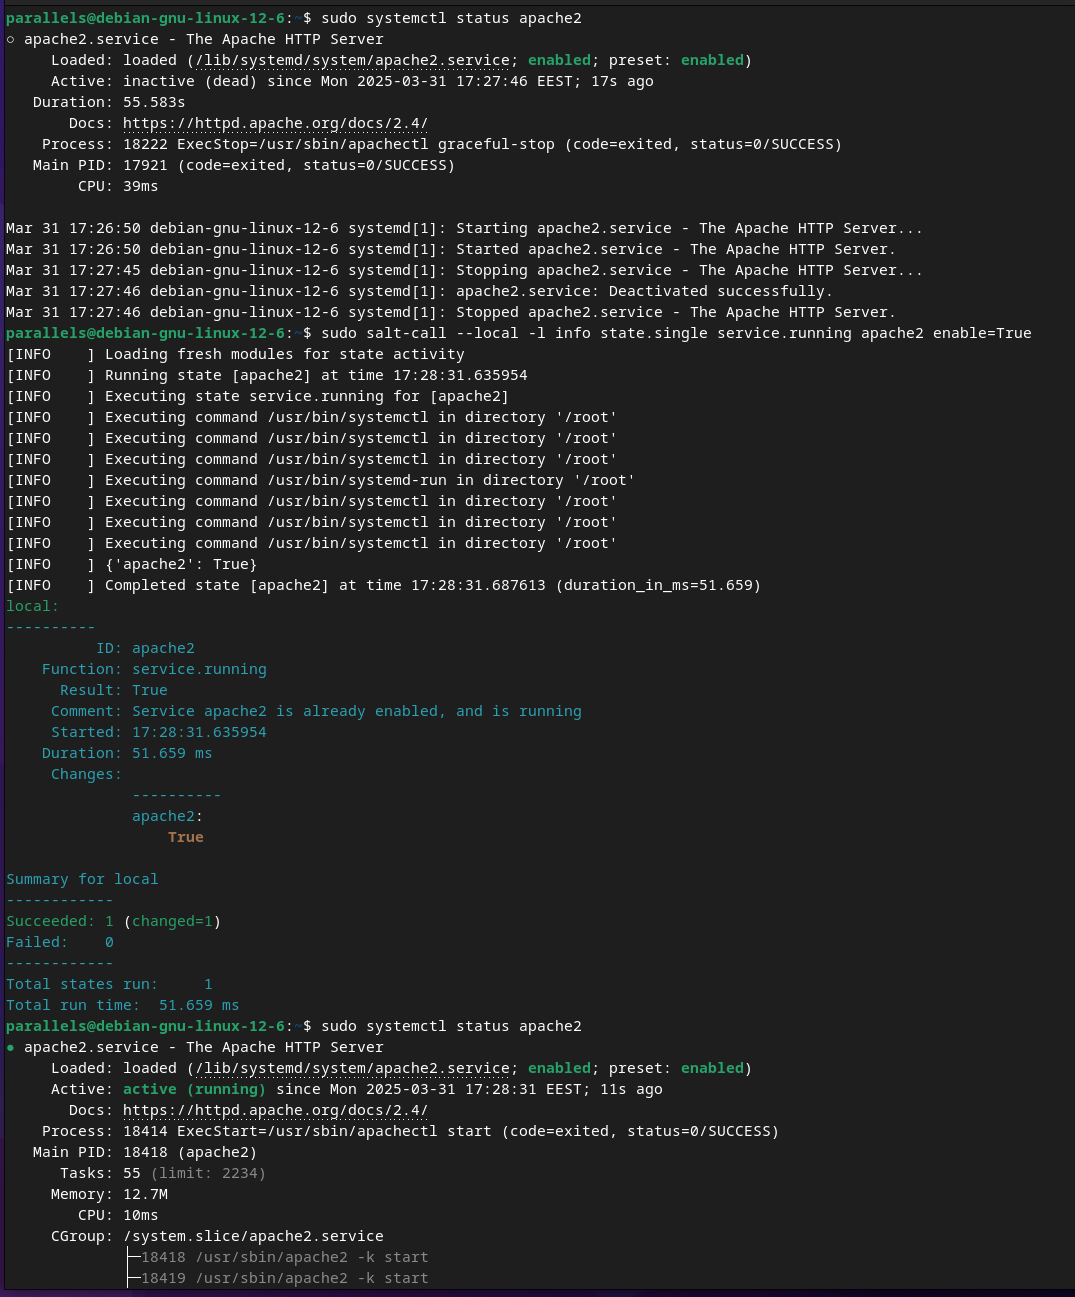 parallels@debian-gnu-linux-12-6:~$ sudo systemctl status apache2
○ apache2.service - The Apache HTTP Server
     Loaded: loaded (/lib/systemd/system/apache2.service; enabled; preset: enabled)
     Active: inactive (dead) since Mon 2025-03-31 17:27:46 EEST; 17s ago
   Duration: 55.583s
       Docs: https://httpd.apache.org/docs/2.4/
    Process: 18222 ExecStop=/usr/sbin/apachectl graceful-stop (code=exited, status=0/SUCCESS)
   Main PID: 17921 (code=exited, status=0/SUCCESS)
        CPU: 39ms

Mar 31 17:26:50 debian-gnu-linux-12-6 systemd[1]: Starting apache2.service - The Apache HTTP Server...
Mar 31 17:26:50 debian-gnu-linux-12-6 systemd[1]: Started apache2.service - The Apache HTTP Server.
Mar 31 17:27:45 debian-gnu-linux-12-6 systemd[1]: Stopping apache2.service - The Apache HTTP Server...
Mar 31 17:27:46 debian-gnu-linux-12-6 systemd[1]: apache2.service: Deactivated successfully.
Mar 31 17:27:46 debian-gnu-linux-12-6 systemd[1]: Stopped apache2.service - The Apache HTTP Server.
parallels@debian-gnu-linux-12-6:~$ sudo salt-call --local -l info state.single service.running apache2 enable=True
[INFO    ] Loading fresh modules for state activity
[INFO    ] Running state [apache2] at time 17:28:31.635954
[INFO    ] Executing state service.running for [apache2]
[INFO    ] Executing command /usr/bin/systemctl in directory '/root'
[INFO    ] Executing command /usr/bin/systemctl in directory '/root'
[INFO    ] Executing command /usr/bin/systemctl in directory '/root'
[INFO    ] Executing command /usr/bin/systemd-run in directory '/root'
[INFO    ] Executing command /usr/bin/systemctl in directory '/root'
[INFO    ] Executing command /usr/bin/systemctl in directory '/root'
[INFO    ] Executing command /usr/bin/systemctl in directory '/root'
[INFO    ] {'apache2': True}
[INFO    ] Completed state [apache2] at time 17:28:31.687613 (duration_in_ms=51.659)
local:
----------
          ID: apache2
    Function: service.running
      Result: True
     Comment: Service apache2 is already enabled, and is running
     Started: 17:28:31.635954
    Duration: 51.659 ms
     Changes:
              ----------
              apache2:
                  True

Summary for local
------------
Succeeded: 1 (changed=1)
Failed:    0
------------
Total states run:     1
Total run time:  51.659 ms
parallels@debian-gnu-linux-12-6:~$ sudo systemctl status apache2
● apache2.service - The Apache HTTP Server
     Loaded: loaded (/lib/systemd/system/apache2.service; enabled; preset: enabled)
     Active: active (running) since Mon 2025-03-31 17:28:31 EEST; 11s ago
       Docs: https://httpd.apache.org/docs/2.4/
    Process: 18414 ExecStart=/usr/sbin/apachectl start (code=exited, status=0/SUCCESS)
   Main PID: 18418 (apache2)
      Tasks: 55 (limit: 2234)
     Memory: 12.7M
        CPU: 10ms
     CGroup: /system.slice/apache2.service
             ├─18418 /usr/sbin/apache2 -k start
             ├─18419 /usr/sbin/apache2 -k start